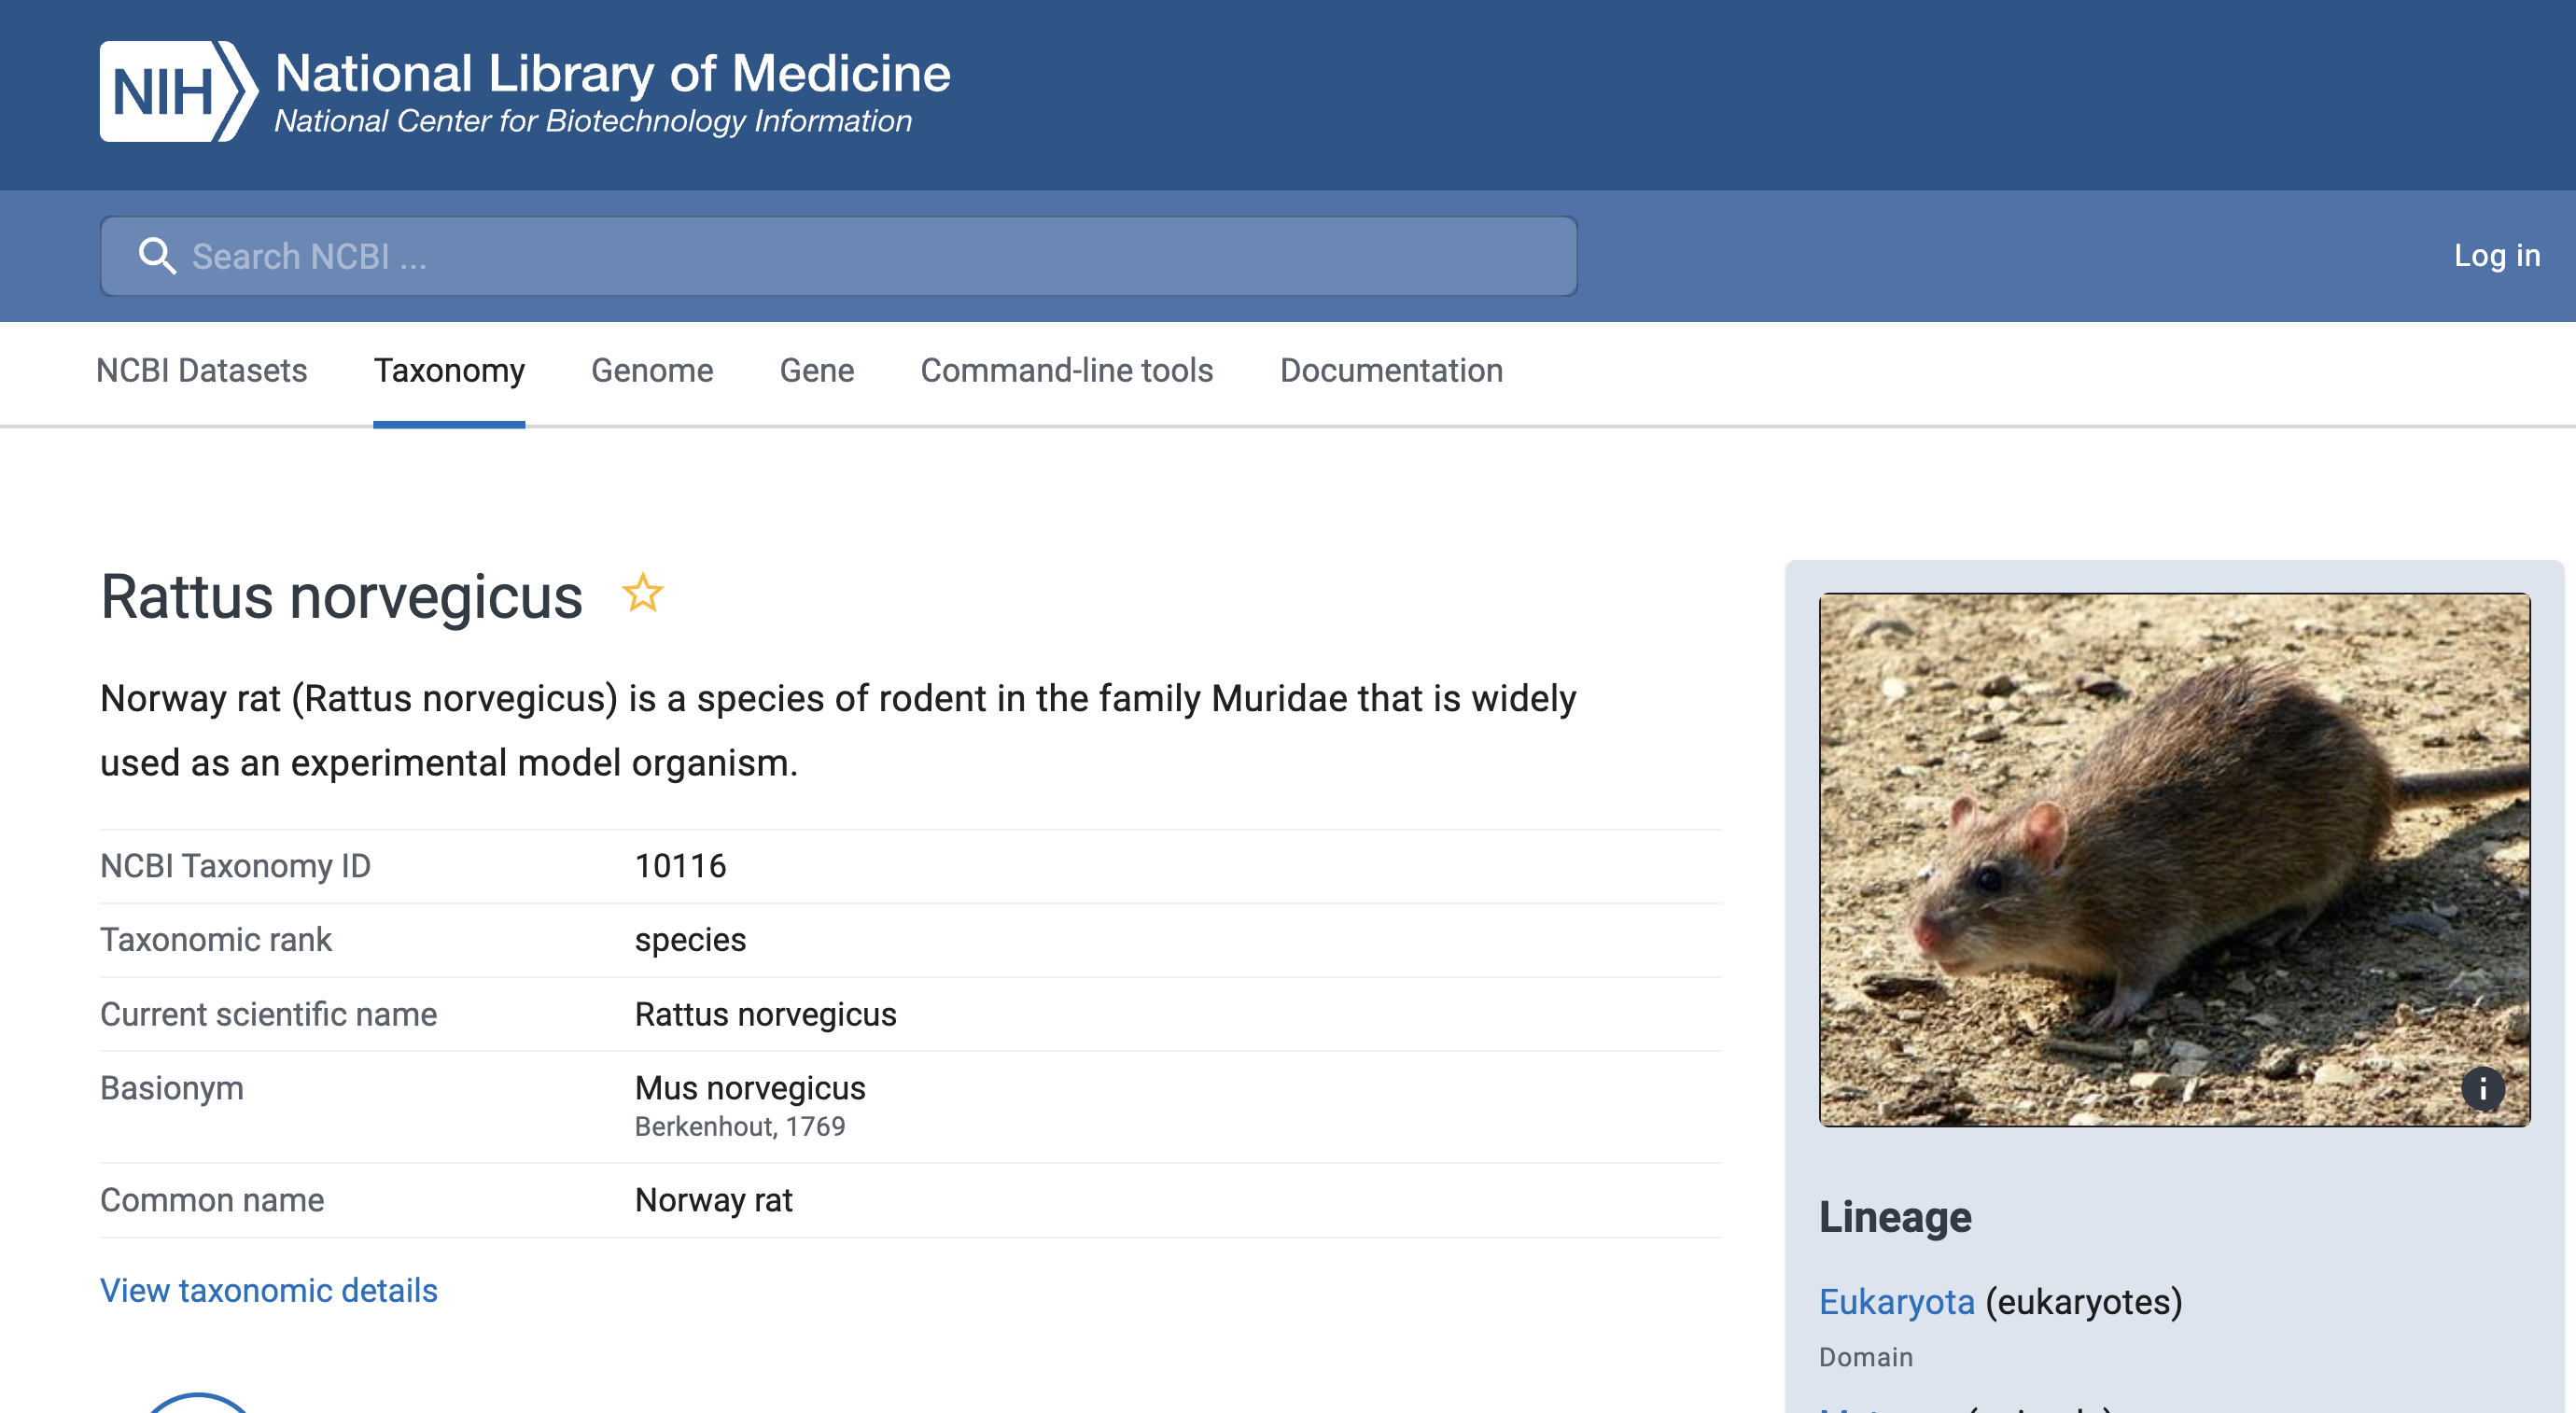 NIH National Library of Medicine
National Center for Biotechnology Information
Search NCBI ...
Log in
NCBI Datasets Taxonomy Genome Gene Command-line tools Documentation
Rattus norvegicus
Norway rat (Rattus norvegicus) is a species of rodent in the family Muridae that is widely
used as an experimental model organism.
NCBI Taxonomy ID 10116
Taxonomic rank species
Current scientific name Rattus norvegicus
Basionym Mus norvegicus
Berkenhout, 1769
Common name Norway rat
View taxonomic details
i
Lineage
Eukaryota (eukaryotes)
Domain